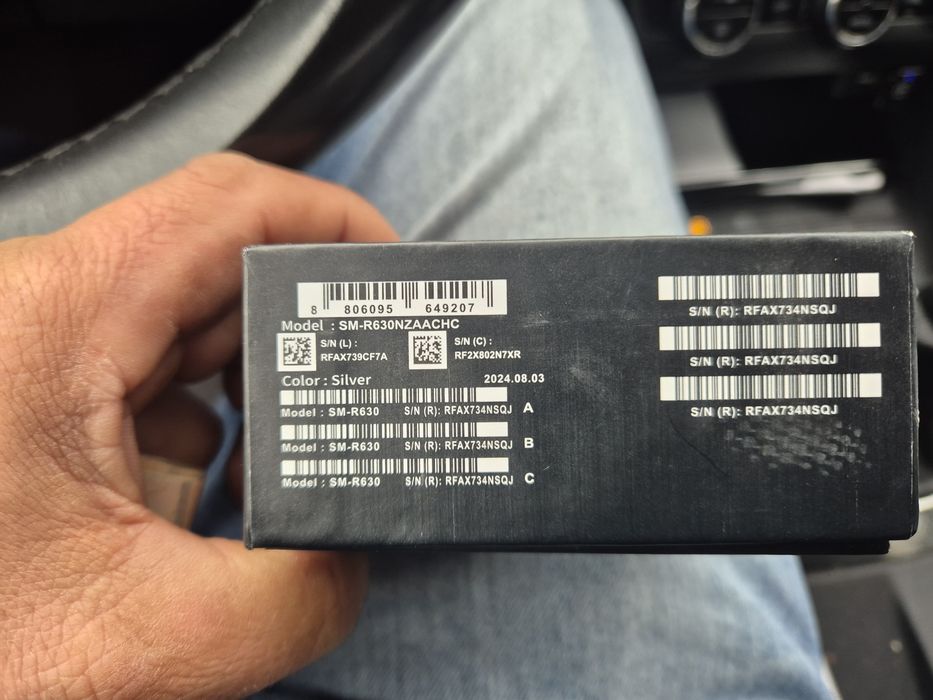 8 806095 649207
Model : SM-R630NZAACHC
S/N (L) :
RFAX739CF7A
S/N (C) :
RF2X802N7XR
Color : Silver
2024.08.03
Model : SM-R630 S/N (R): RFAX734NSQJ A
Model : SM-R630 S/N (R): RFAX734NSQJ B
Model : SM-R630 S/N (R): RFAX734NSQJ C
S/N (R): RFAX734NSQJ
S/N (R): RFAX734NSQJ
S/N (R): RFAX734NSQJ